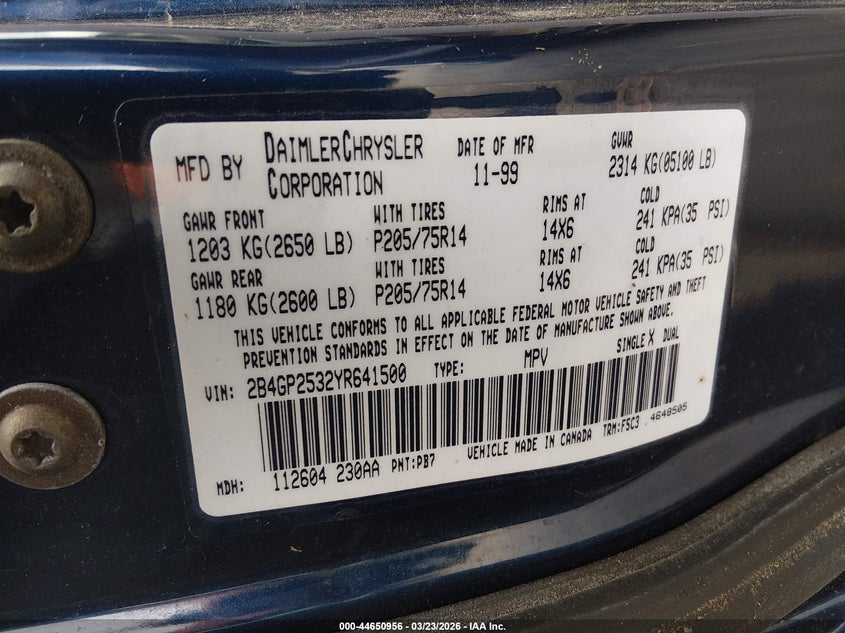 MFD BY DAIMLERCHRYSLER CORPORATION DATE OF MFR 11-99 GVWR 2314 KG(05100 LB)
GAWR FRONT WITH TIRES RIMS AT COLD
1203 KG(2650 LB) P205/75R14 14X6 241 KPA(35 PSI)
GAWR REAR WITH TIRES RIMS AT COLD
1180 KG(2600 LB) P205/75R14 14X6 241 KPA(35 PSI)
THIS VEHICLE CONFORMS TO ALL APPLICABLE FEDERAL MOTOR VEHICLE SAFETY AND THEFT
PREVENTION STANDARDS IN EFFECT ON THE DATE OF MANUFACTURE SHOWN ABOVE.
VIN: 2B4GP2532YR641500 TYPE: MPV SINGLE X DUAL
MDH: 112604 230AA PNT:PB7 VEHICLE MADE IN CANADA TRM:F5C3 .4648505
000-44650956 | 03/23/2026 | IAA Inc.